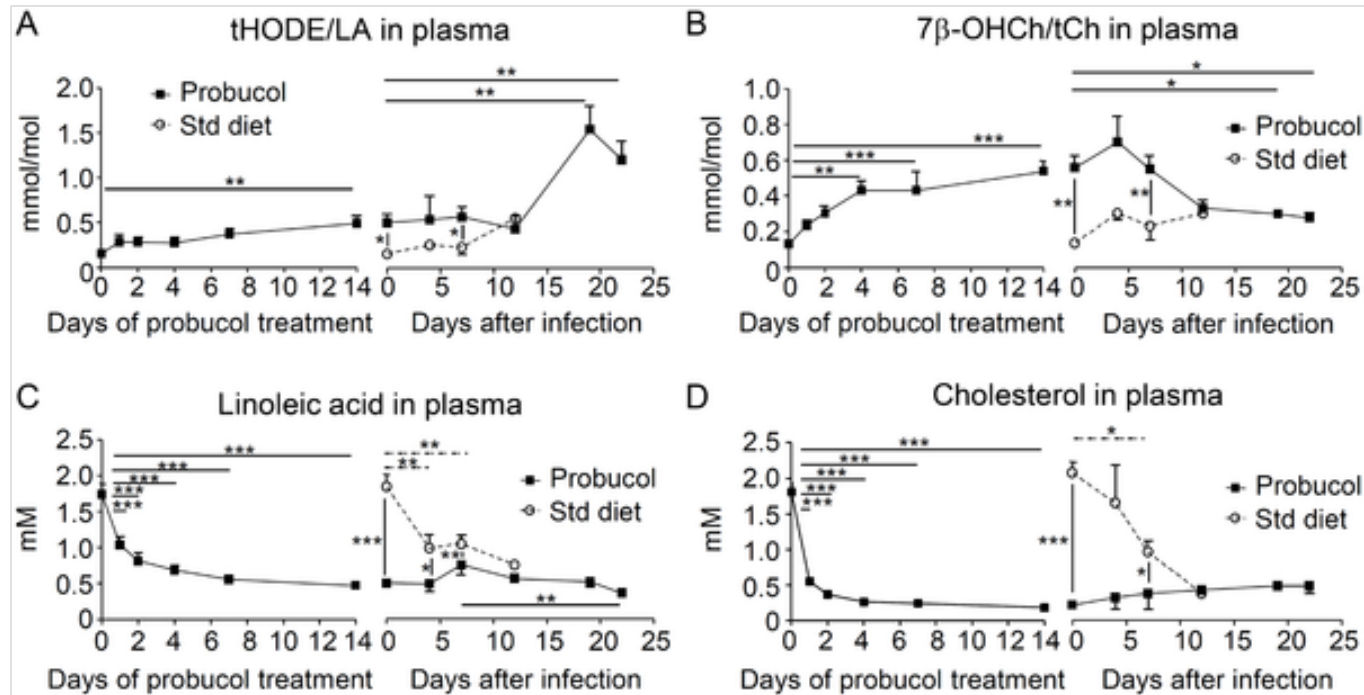 A
tHODE/LA in plasma
mmol/mol
2.0
1.5
1.0
0.5
0
Probucol
Std diet
**
**
**
*
*
0 2 4 6 8 10 12 14
0 5 10 15 20 25
Days of probucol treatment
Days after infection
B
7β-OHCh/tCh in plasma
mmol/mol
1.0
0.8
0.6
0.4
0.2
0
***
***
**
*
*
**
**
Probucol
Std diet
0 2 4 6 8 10 12 14
0 5 10 15 20 25
Days of probucol treatment
Days after infection
C
Linoleic acid in plasma
mM
2.5
2.0
1.5
1.0
0.5
0
***
***
***
***
***
**
**
***
*
**
**
Probucol
Std diet
0 2 4 6 8 10 12 14
0 5 10 15 20 25
Days of probucol treatment
Days after infection
D
Cholesterol in plasma
mM
2.5
2.0
1.5
1.0
0.5
0
***
***
***
***
***
*
***
*
Probucol
Std diet
0 2 4 6 8 10 12 14
0 5 10 15 20 25
Days of probucol treatment
Days after infection